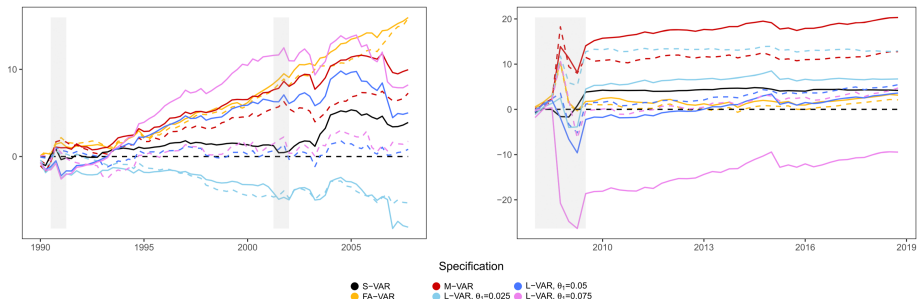 10
0
1990 1995 2000 2005
20
10
0
−10
−20
2010 2013 2016 2019
Specification
S−VAR M−VAR L−VAR, θ₁=0.05
FA−VAR L−VAR, θ₁=0.025 L−VAR, θ₁=0.075